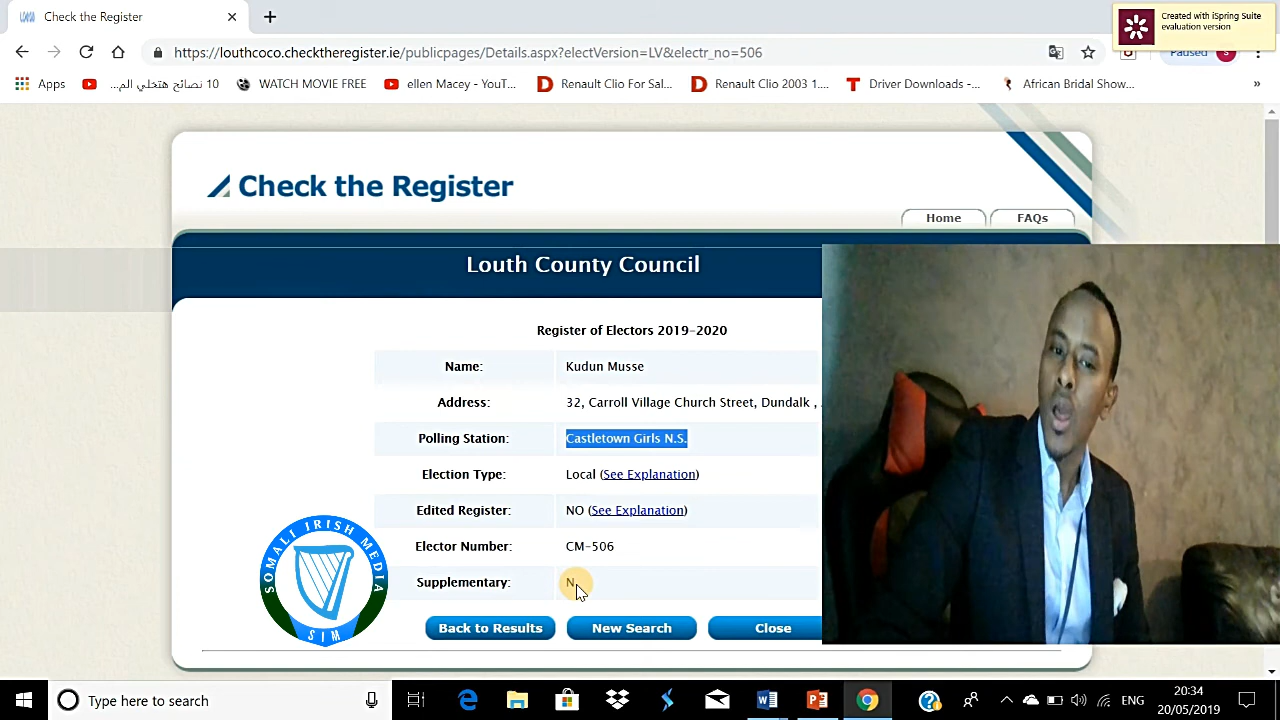 Check the Register
Created with iSpring Suite
evaluation version
https://louthcoco.checktheregister.ie/publicpages/Details.aspx?electVersion=LV&electr_no=506
Paused
S
Apps
10 نصائح هتخلي الم...
WATCH MOVIE FREE
ellen Macey - YouT...
Renault Clio For Sal...
Renault Clio 2003 1....
Driver Downloads -...
African Bridal Show...
»
Check the Register
Home
FAQs
Louth County Council
Register of Electors 2019-2020
Name: Kudun Musse
Address: 32, Carroll Village Church Street, Dundalk , .
Polling Station: Castletown Girls N.S.
Election Type: Local (See Explanation)
Edited Register: NO (See Explanation)
Elector Number: CM-506
Supplementary: N
SOMALI IRISH MEDIA
SIM
Back to Results
New Search
Close
Type here to search
ENG
20:34
20/05/2019